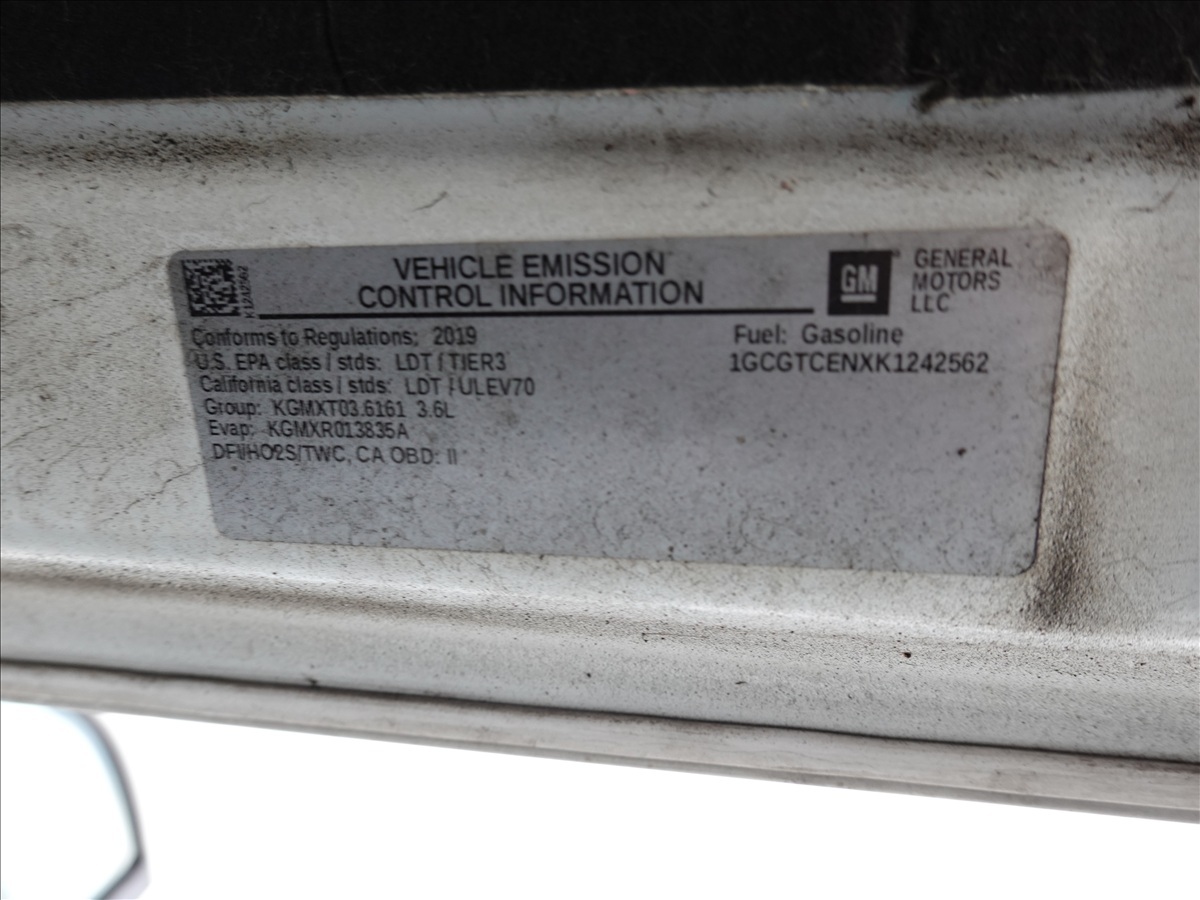 VEHICLE EMISSION
CONTROL INFORMATION
K1242562
GM
GENERAL
MOTORS
LLC
Conforms to Regulations: 2019
U.S. EPA class / stds: LDT / TIER3
California class / stds: LDT / ULEV70
Group: KGMXT03.6161 3.6L
Evap: KGMXR013835A
DFI/HO2S/TWC, CA OBD: II
Fuel: Gasoline
1GCGTCENXK1242562